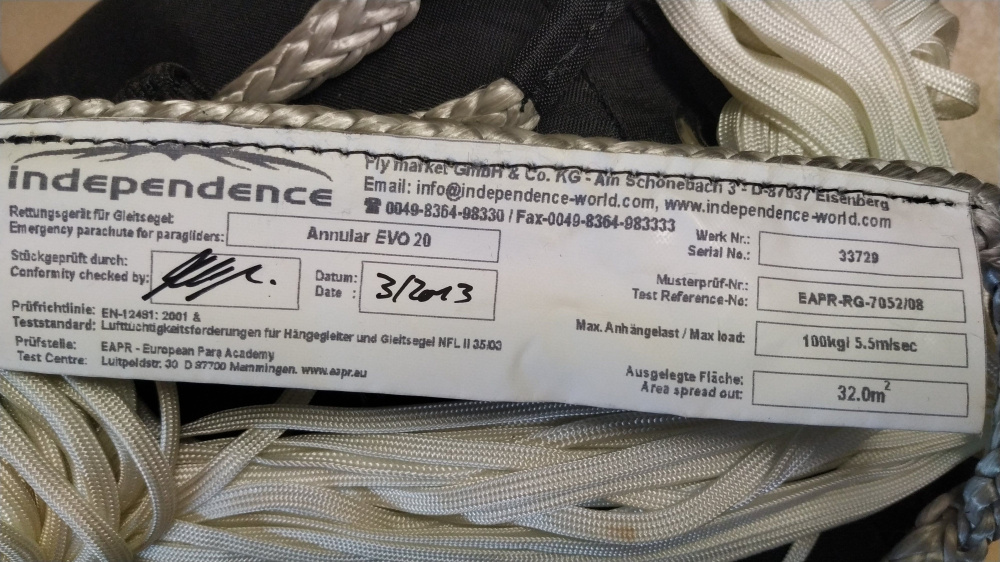 independence
Fly market GmbH & Co. KG - Am Schönebach 3 - D-87637 Eisenberg
Email: info@independence-world.com, www.independence-world.com
☎ 0049-8364-98330 / Fax-0049-8364-983333
Rettungsgerät für Gleitsegel:
Emergency parachute for paragliders: Annular EVO 20
Stückgeprüft durch:
Conformity checked by:
Datum:
Date : 3/2013
Prüfrichtlinie: EN-12491: 2001 &
Teststandard: Lufttüchtigkeitsforderungen für Hängegleiter und Gleitsegel NFL II 35/03
Prüfstelle: EAPR - European Para Academy
Test Centre: Luitpoldstr. 30 D 87700 Memmingen. www.eapr.eu
Werk Nr.:
Serial No.: 33729
Musterprüf-Nr.:
Test Reference-No: EAPR-RG-7052/08
Max. Anhängelast / Max load: 100kg/ 5.5m/sec
Ausgelegte Fläche:
Area spread out: 32.0m²